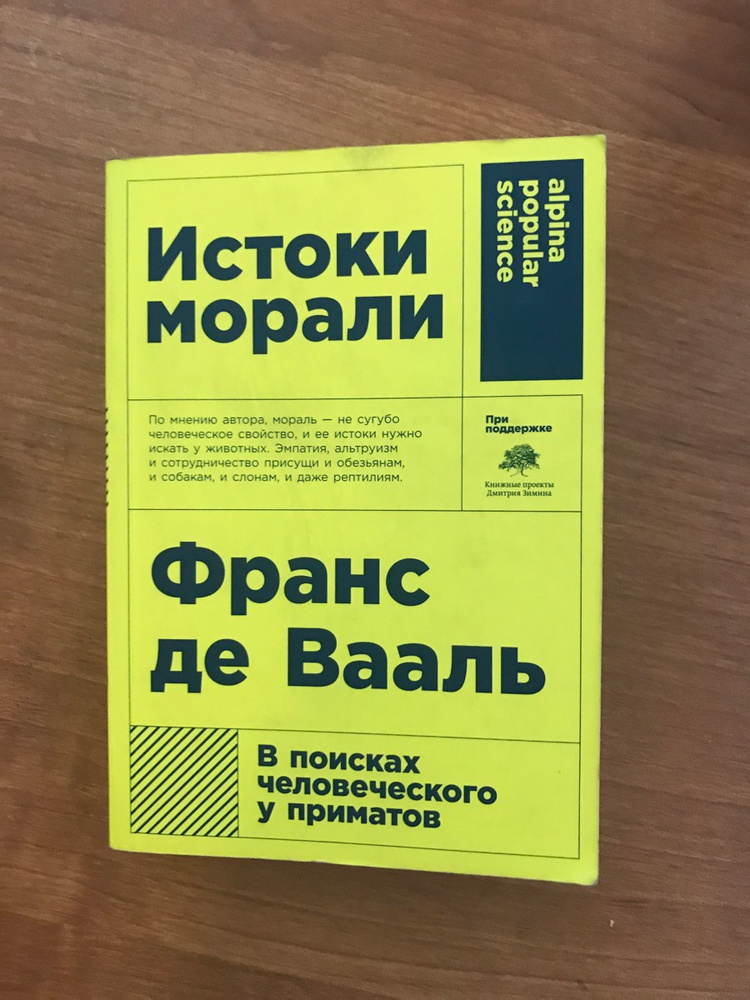 Истоки
морали
alpina
popular
science
По мнению автора, мораль — не сугубо
человеческое свойство, и ее истоки нужно
искать у животных. Эмпатия, альтруизм
и сотрудничество присущи и обезьянам,
и собакам, и слонам, и даже рептилиям.
При
поддержке
Книжные проекты
Дмитрия Зимина
Франс
де Вааль
В поисках
человеческого
у приматов